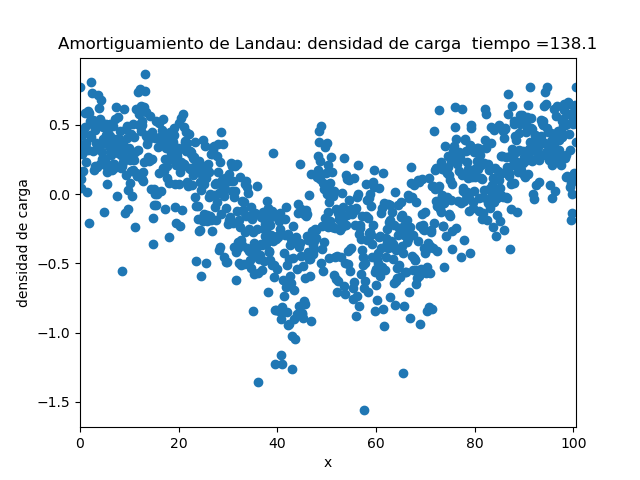 Amortiguamiento de Landau: densidad de carga  tiempo =138.1
0.5
0.0
−0.5
−1.0
−1.5
densidad de carga
0 20 40 60 80 100
x